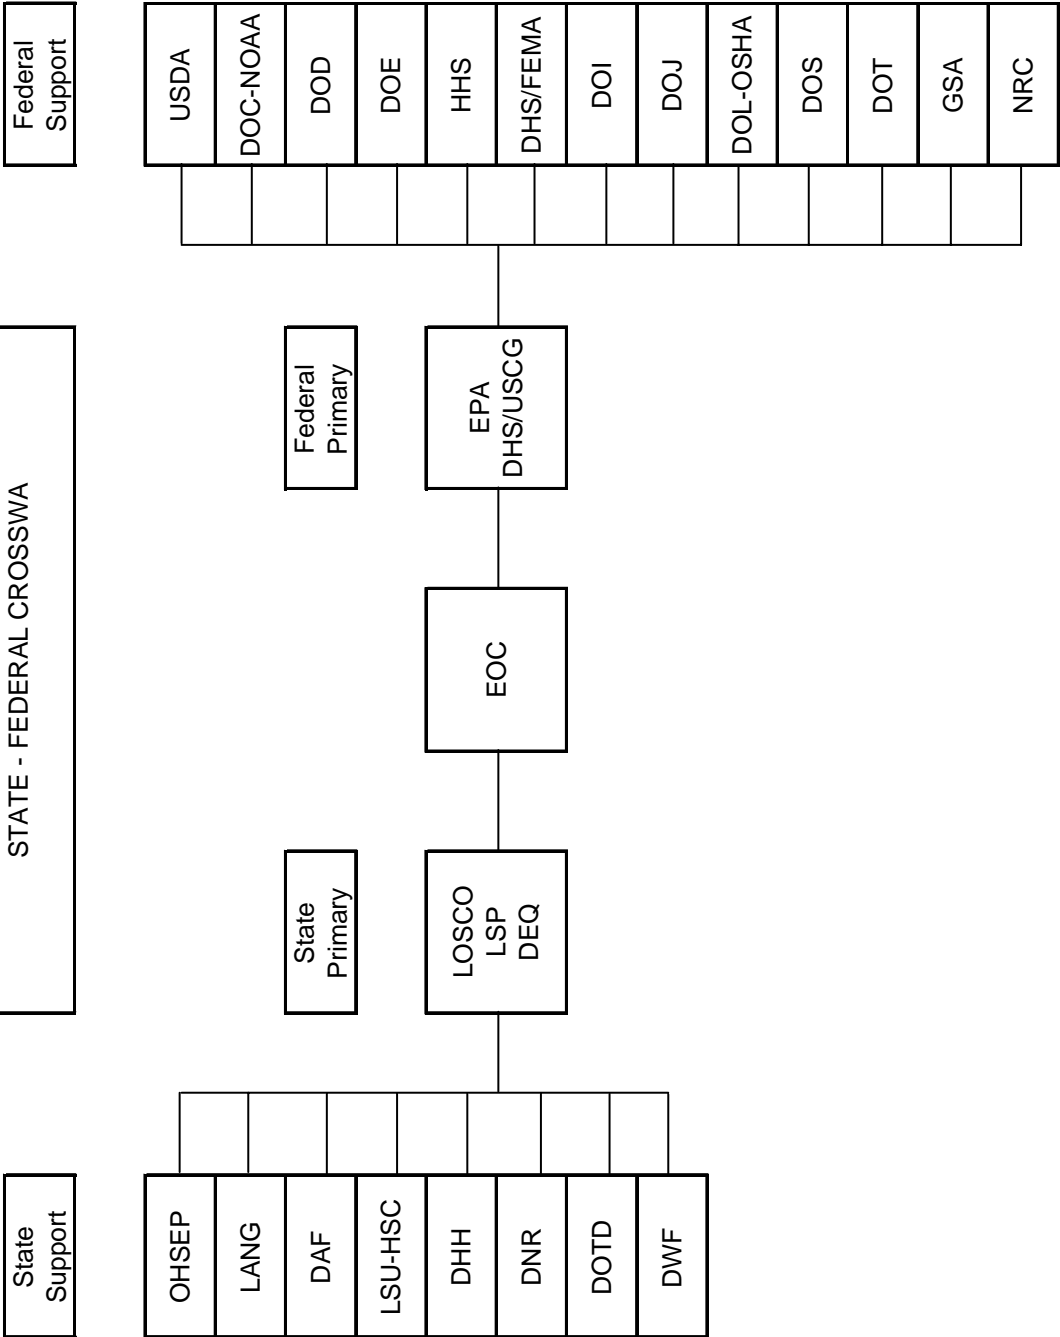 STATE - FEDERAL CROSSWA
State
Support
State
Primary
Federal
Primary
Federal
Support
OHSEP
LANG
DAF
LSU-HSC
DHH
DNR
DOTD
DWF
LOSCO
LSP
DEQ
EOC
EPA
DHS/USCG
USDA
DOC-NOAA
DOD
DOE
HHS
DHS/FEMA
DOI
DOJ
DOL-OSHA
DOS
DOT
GSA
NRC